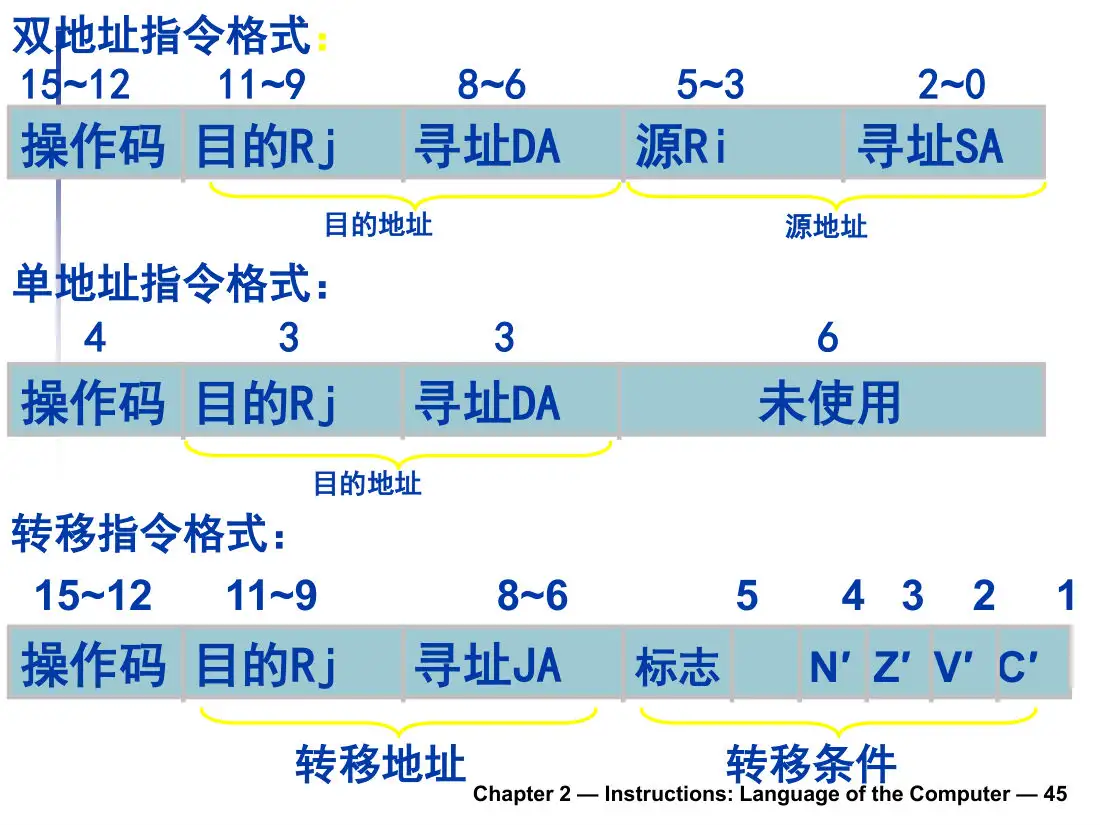 双地址指令格式：
15~12 11~9 8~6 5~3 2~0
操作码 目的Rj 寻址DA 源Ri 寻址SA
目的地址 源地址
单地址指令格式：
4 3 3 6
操作码 目的Rj 寻址DA 未使用
目的地址
转移指令格式：
15~12 11~9 8~6 5 4 3 2 1
操作码 目的Rj 寻址JA 标志 N′ Z′ V′ C′
转移地址 转移条件
Chapter 2 — Instructions: Language of the Computer — 45